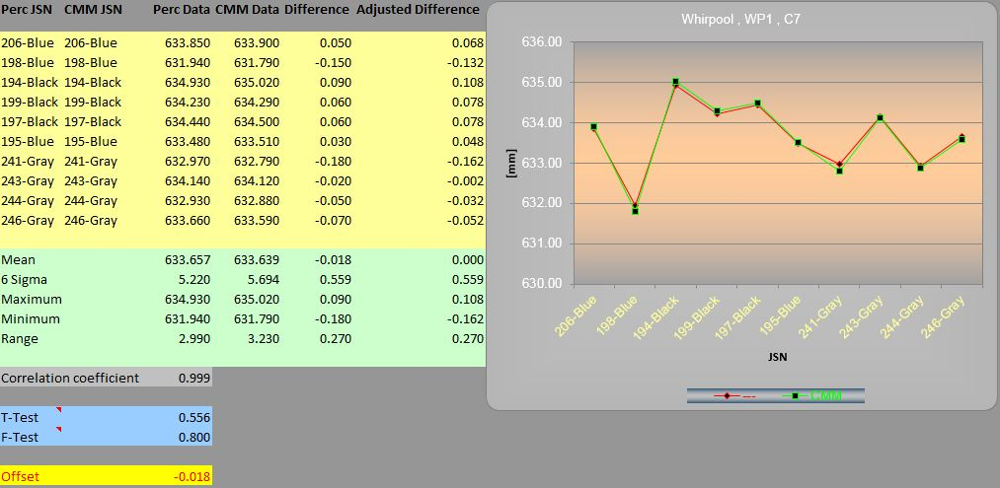 Perc JSN CMM JSN Perc Data CMM Data Difference Adjusted Difference
206-Blue 206-Blue 633.850 633.900 0.050 0.068
198-Blue 198-Blue 631.940 631.790 -0.150 -0.132
194-Black 194-Black 634.930 635.020 0.090 0.108
199-Black 199-Black 634.230 634.290 0.060 0.078
197-Black 197-Black 634.440 634.500 0.060 0.078
195-Blue 195-Blue 633.480 633.510 0.030 0.048
241-Gray 241-Gray 632.970 632.790 -0.180 -0.162
243-Gray 243-Gray 634.140 634.120 -0.020 -0.002
244-Gray 244-Gray 632.930 632.880 -0.050 -0.032
246-Gray 246-Gray 633.660 633.590 -0.070 -0.052
Mean 633.657 633.639 -0.018 0.000
6 Sigma 5.220 5.694 0.559 0.559
Maximum 634.930 635.020 0.090 0.108
Minimum 631.940 631.790 -0.180 -0.162
Range 2.990 3.230 0.270 0.270
Correlation coefficient 0.999
T-Test 0.556
F-Test 0.800
Offset -0.018
Whirpool , WP1 , C7
636.00
635.00
634.00
633.00
632.00
631.00
630.00
[mm]
206-Blue 198-Blue 194-Black 199-Black 197-Black 195-Blue 241-Gray 243-Gray 244-Gray 246-Gray
JSN
--- CMM